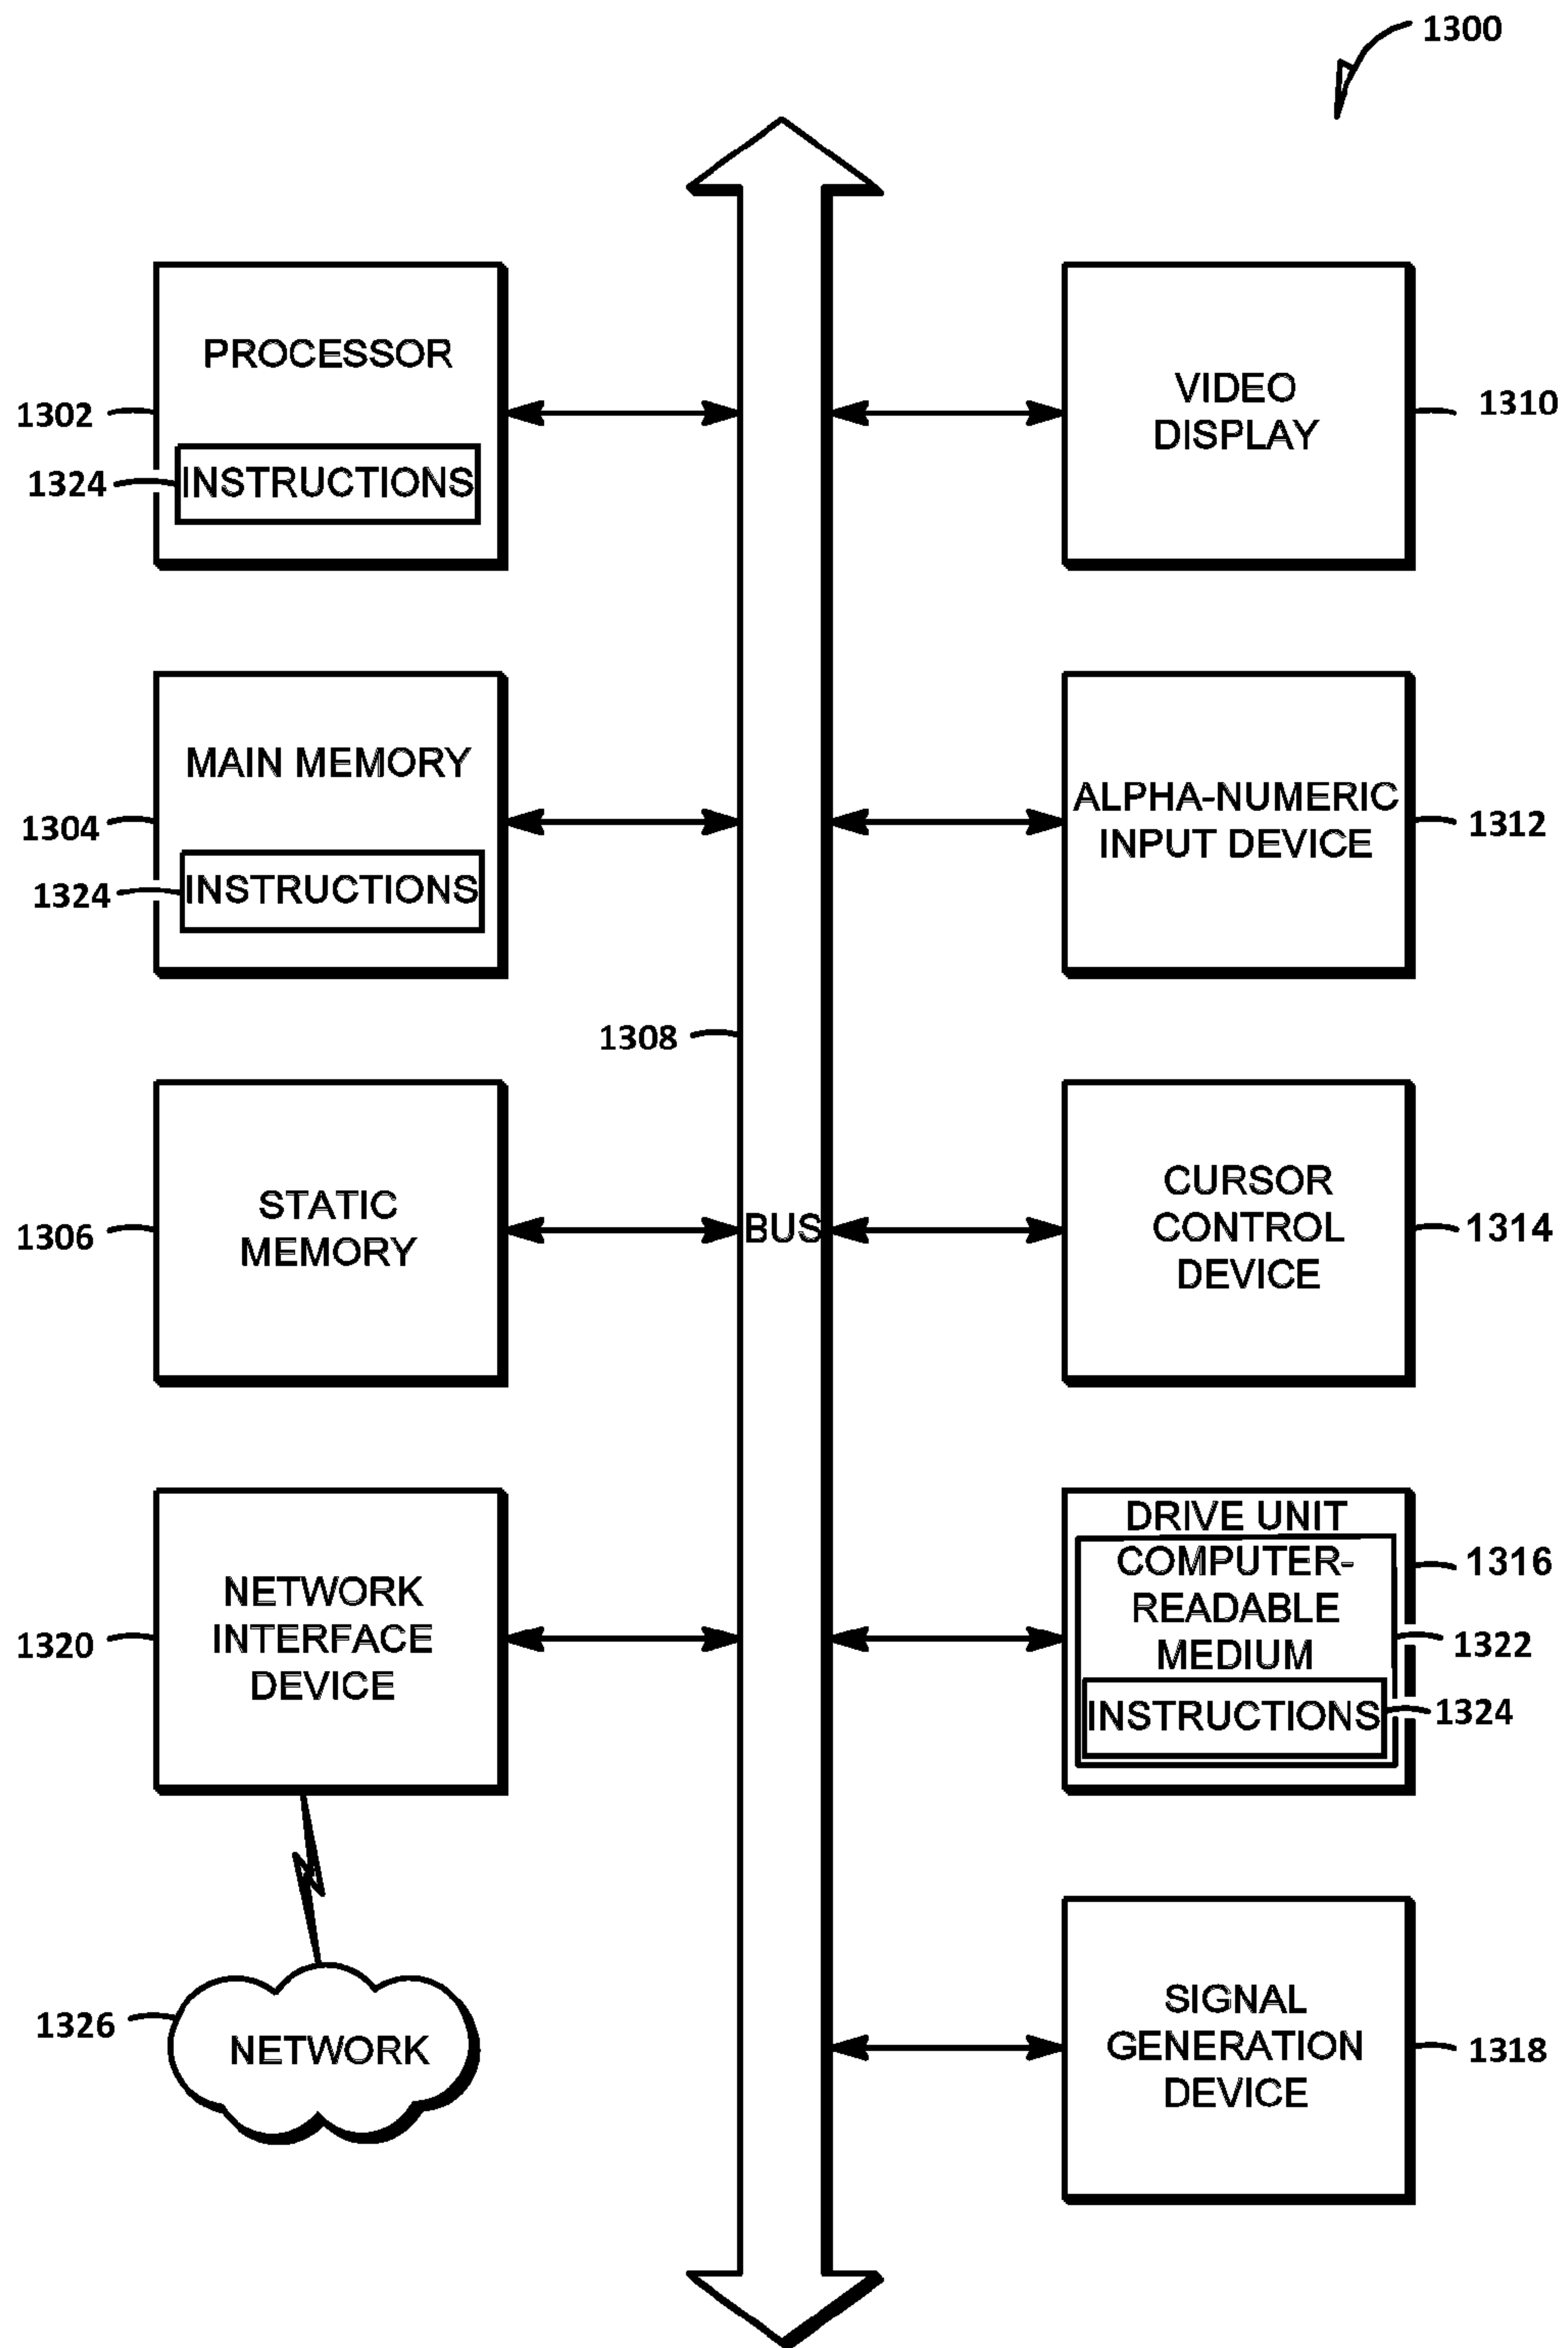 1300
PROCESSOR
1302
1324
INSTRUCTIONS
VIDEO
DISPLAY
1310
MAIN MEMORY
1304
1324
INSTRUCTIONS
ALPHA-NUMERIC
INPUT DEVICE
1312
1308
STATIC
MEMORY
1306
BUS
CURSOR
CONTROL
DEVICE
1314
NETWORK
INTERFACE
DEVICE
1320
DRIVE UNIT
COMPUTER-
READABLE
MEDIUM
INSTRUCTIONS
1316
1322
1324
1326
NETWORK
SIGNAL
GENERATION
DEVICE
1318